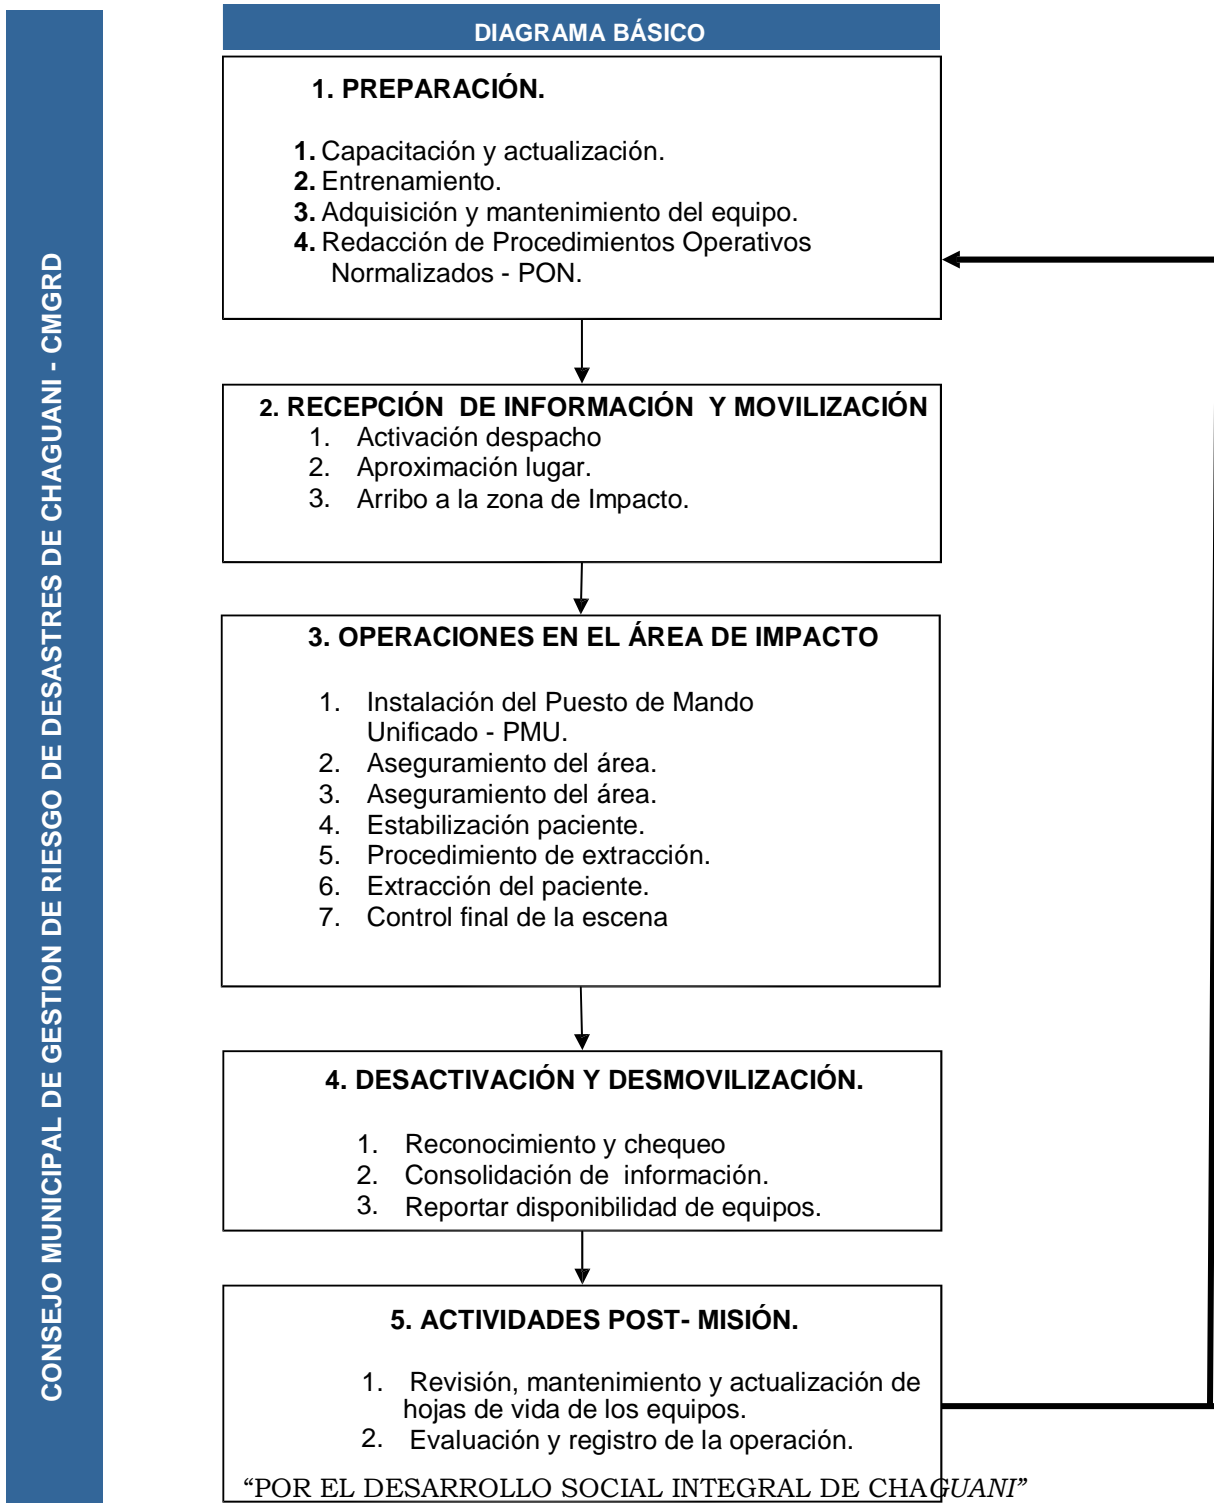 CONSEJO MUNICIPAL DE GESTION DE RIESGO DE DESASTRES DE CHAGUANI - CMGRD
DIAGRAMA BÁSICO
1. PREPARACIÓN.
1. Capacitación y actualización.
2. Entrenamiento.
3. Adquisición y mantenimiento del equipo.
4. Redacción de Procedimientos Operativos
Normalizados - PON.
2. RECEPCIÓN DE INFORMACIÓN Y MOVILIZACIÓN
1. Activación despacho
2. Aproximación lugar.
3. Arribo a la zona de Impacto.
3. OPERACIONES EN EL ÁREA DE IMPACTO
1. Instalación del Puesto de Mando
Unificado - PMU.
2. Aseguramiento del área.
3. Aseguramiento del área.
4. Estabilización paciente.
5. Procedimiento de extracción.
6. Extracción del paciente.
7. Control final de la escena
4. DESACTIVACIÓN Y DESMOVILIZACIÓN.
1. Reconocimiento y chequeo
2. Consolidación de información.
3. Reportar disponibilidad de equipos.
5. ACTIVIDADES POST- MISIÓN.
1. Revisión, mantenimiento y actualización de
hojas de vida de los equipos.
2. Evaluación y registro de la operación.
“POR EL DESARROLLO SOCIAL INTEGRAL DE CHAGUANI”